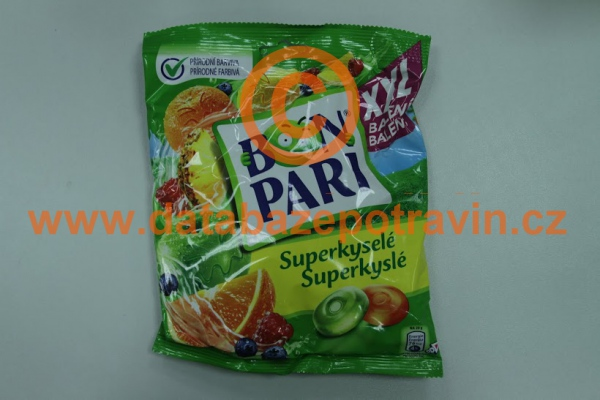 PŘÍRODNÍ BARVIVA
PRÍRODNÉ FARBIVÁ
XXL
BALENÍ
BALENIE
©
BON
PARI
www.databazepotravin.cz
Superkyselé
Superkyslé